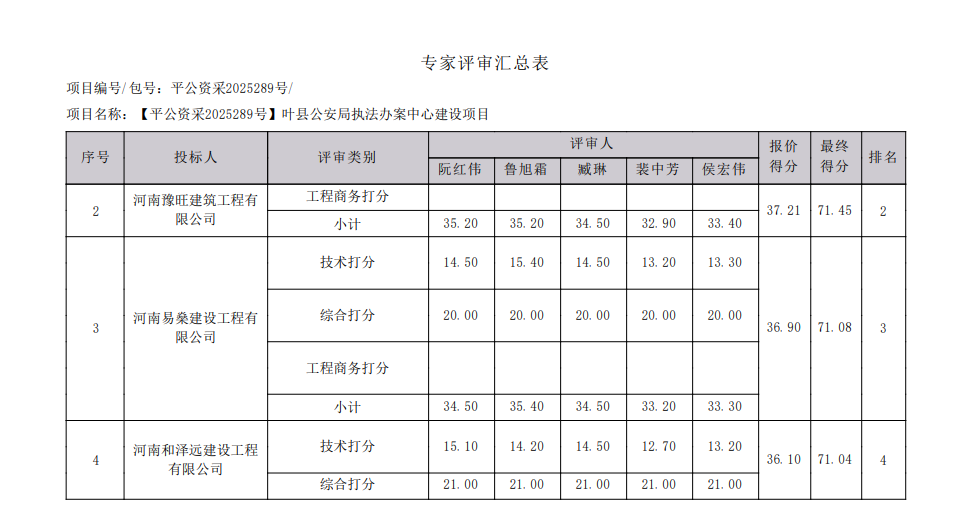 专家评审汇总表
项目编号/包号：平公资采2025289号/
项目名称：【平公资采2025289号】叶县公安局执法办案中心建设项目
序号 投标人 评审类别 评审人 报价得分 最终得分 排名
阮红伟 鲁旭霜 臧琳 裴中芳 侯宏伟
2 河南豫旺建筑工程有限公司 工程商务打分 37.21 71.45 2
小计 35.20 35.20 34.50 32.90 33.40
3 河南易燊建设工程有限公司 技术打分 14.50 15.40 14.50 13.20 13.30 36.90 71.08 3
综合打分 20.00 20.00 20.00 20.00 20.00
工程商务打分
小计 34.50 35.40 34.50 33.20 33.30
4 河南和泽远建设工程有限公司 技术打分 15.10 14.20 14.50 12.70 13.20 36.10 71.04 4
综合打分 21.00 21.00 21.00 21.00 21.00